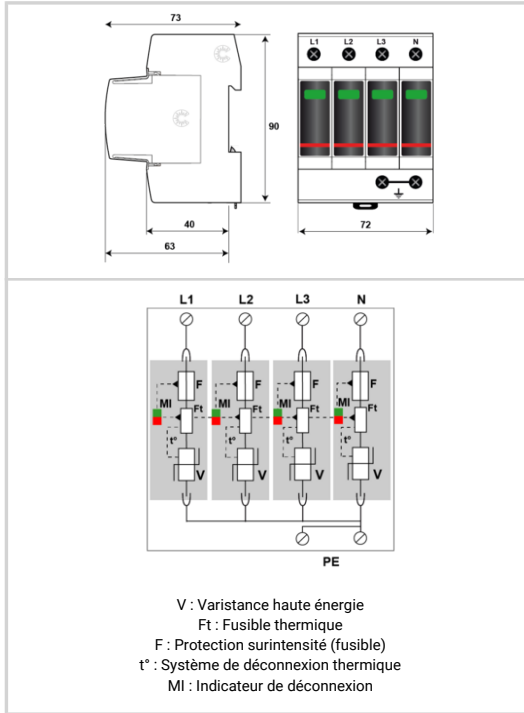 73
L1 L2 L3 N
C
C
90
40
63
72
L1 L2 L3 N
F F F F
MI MI MI MI
Ft Ft Ft Ft
t° t° t° t°
V V V V
PE
V : Varistance haute énergie
Ft : Fusible thermique
F : Protection surintensité (fusible)
t° : Système de déconnexion thermique
MI : Indicateur de déconnexion